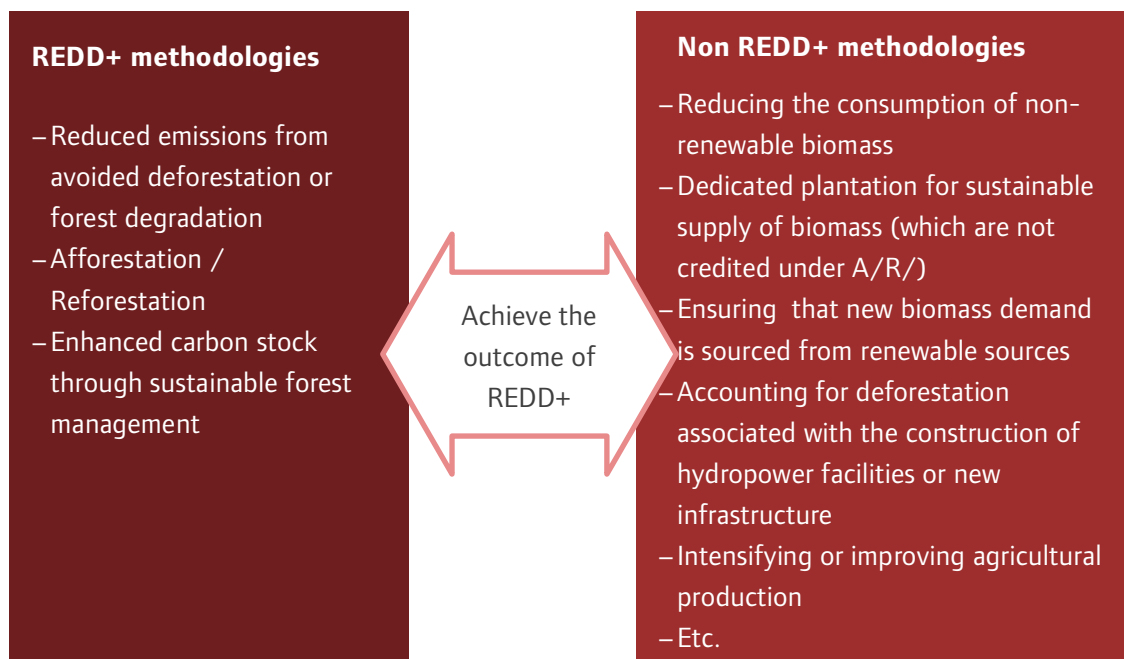 REDD+ methodologies
– Reduced emissions from
avoided deforestation or
forest degradation
– Afforestation /
Reforestation
– Enhanced carbon stock
through sustainable forest
management
Achieve the
outcome of
REDD+
Non REDD+ methodologies
– Reducing the consumption of non-
renewable biomass
– Dedicated plantation for sustainable
supply of biomass (which are not
credited under A/R/)
– Ensuring  that new biomass demand
is sourced from renewable sources
– Accounting for deforestation
associated with the construction of
hydropower facilities or new
infrastructure
– Intensifying or improving agricultural
production
– Etc.